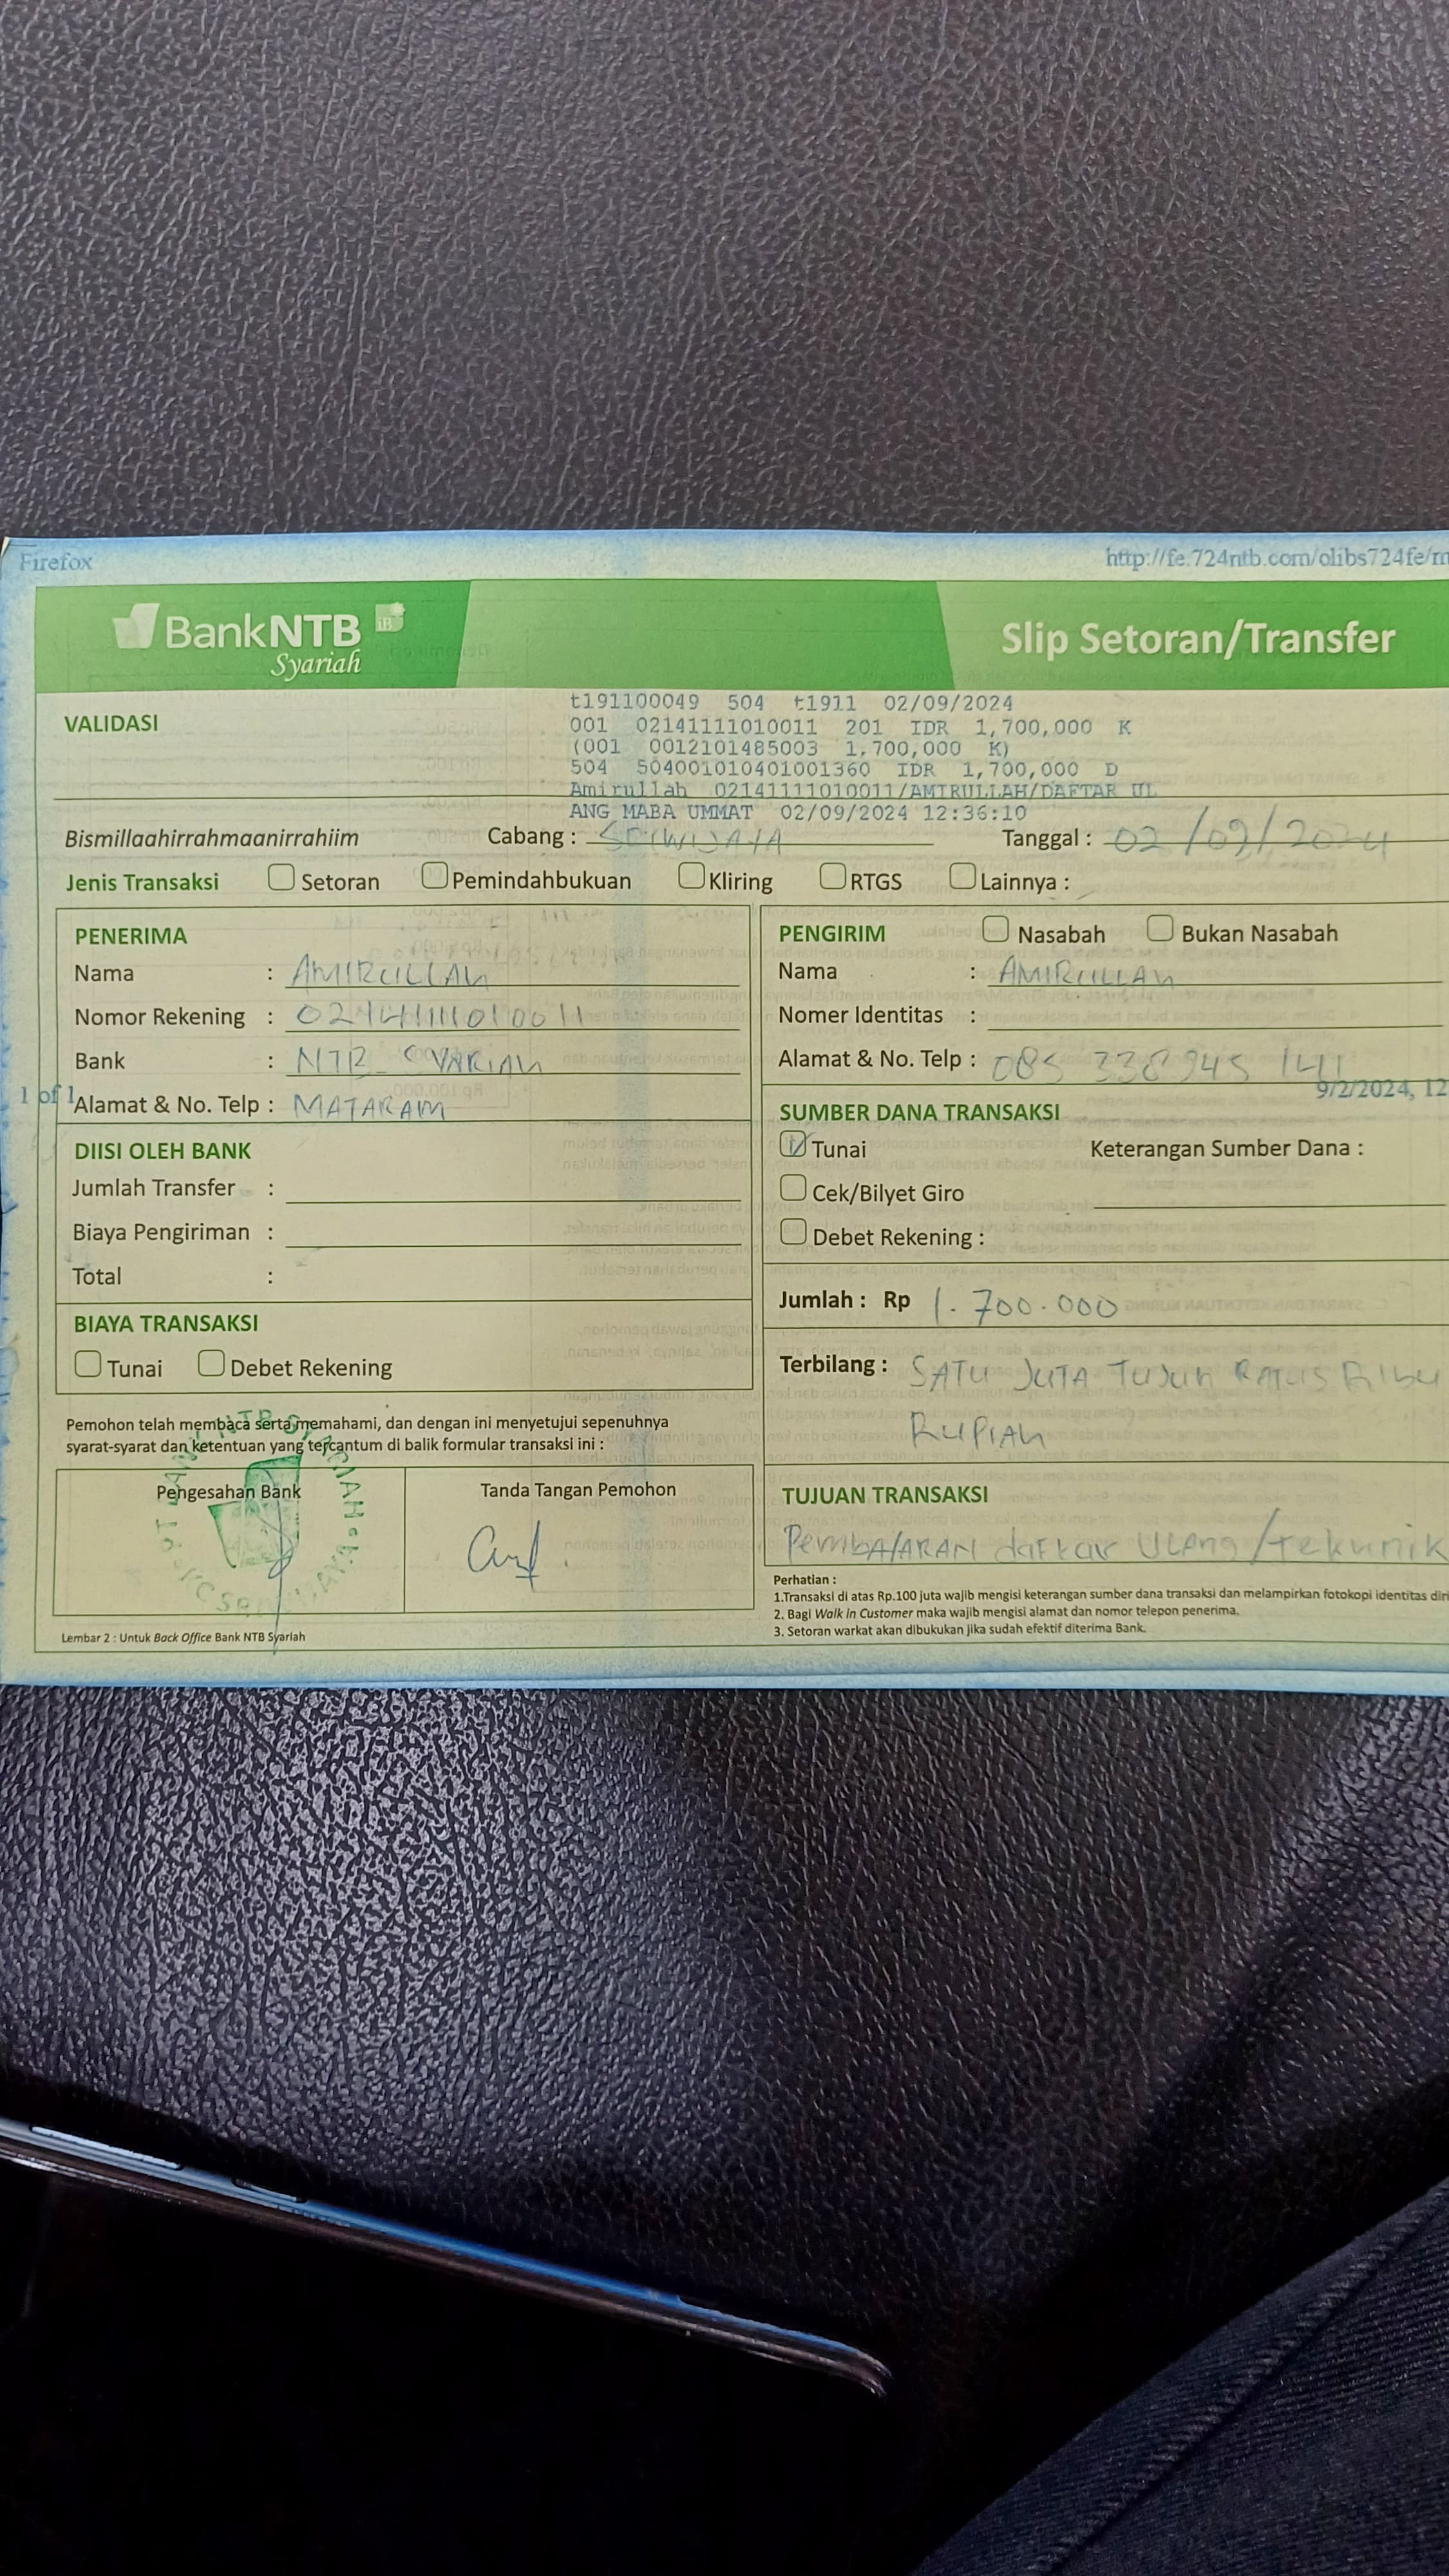 Firefox
http://fe.724ntb.com/olibs724fe/m
BankNTB iB
Syariah
Slip Setoran/Transfer
VALIDASI
t191100049 504 t1911 02/09/2024
001 02141111010011 201 IDR 1,700,000 K
(001 0012101485003 1,700,000 K)
504 504001010401001360 IDR 1,700,000 D
Amirullah 02141111010011/AMIRULLAH/DAFTAR UL
ANG MABA UMMAT 02/09/2024 12:36:10
Bismillaahirrahmaanirrahiim Cabang : SRIWIJAYA Tanggal : 02/09/2024
Jenis Transaksi Setoran Pemindahbukuan Kliring RTGS Lainnya :
PENERIMA
Nama : AMIRULLAH
Nomor Rekening : 02141111010011
Bank : NTB SYARIAH
Alamat & No. Telp : MATARAM
1 of 1
DIISI OLEH BANK
Jumlah Transfer :
Biaya Pengiriman :
Total :
BIAYA TRANSAKSI
Tunai Debet Rekening
Pemohon telah membaca serta memahami, dan dengan ini menyetujui sepenuhnya
syarat-syarat dan ketentuan yang tercantum di balik formular transaksi ini :
Pengesahan Bank
Tanda Tangan Pemohon
Lembar 2 : Untuk Back Office Bank NTB Syariah
PENGIRIM Nasabah Bukan Nasabah
Nama : AMIRULLAH
Nomer Identitas :
Alamat & No. Telp : 085 338 945 141
9/2/2024, 12
SUMBER DANA TRANSAKSI
Tunai Keterangan Sumber Dana :
Cek/Bilyet Giro
Debet Rekening :
Jumlah : Rp 1.700.000
Terbilang : SATU JUTA TUJUH RATUS RIBU
RUPIAH
TUJUAN TRANSAKSI
PEMBAYARAN daftar ULang/teknik
Perhatian :
1.Transaksi di atas Rp.100 juta wajib mengisi keterangan sumber dana transaksi dan melampirkan fotokopi identitas diri
2. Bagi Walk in Customer maka wajib mengisi alamat dan nomor telepon penerima.
3. Setoran warkat akan dibukukan jika sudah efektif diterima Bank.